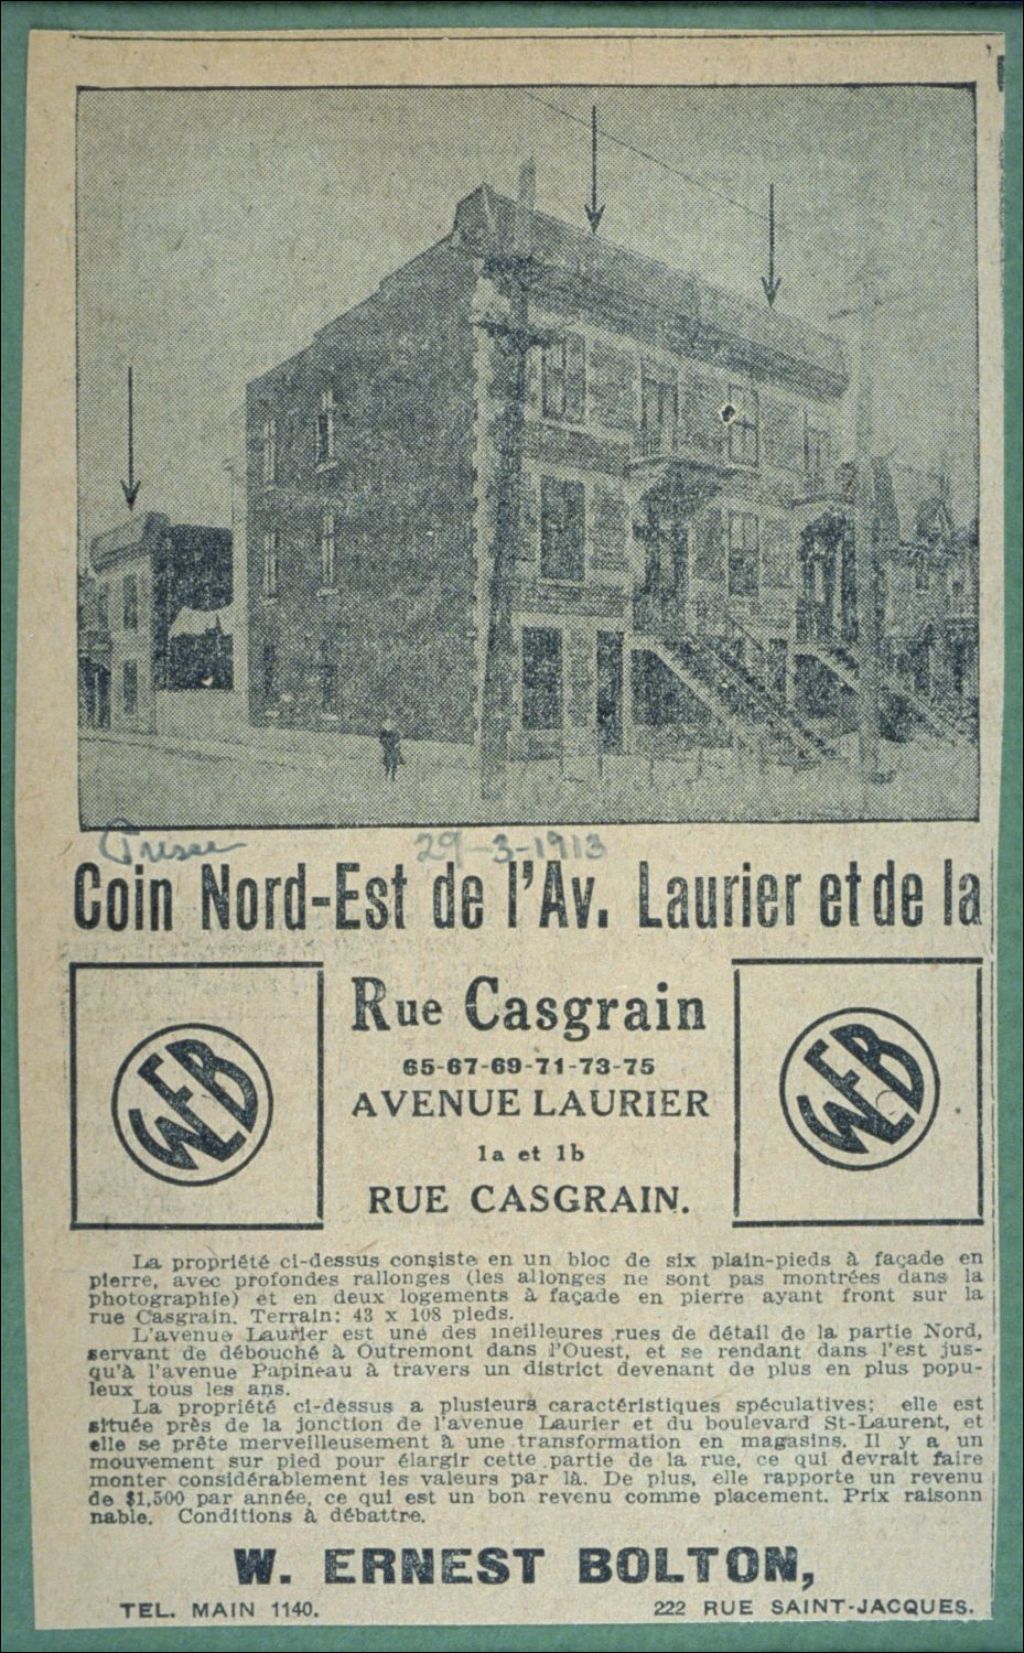 Presse 29-3-1913
Coin Nord-Est de l'Av. Laurier et de la
WEB
Rue Casgrain
65-67-69-71-73-75
AVENUE LAURIER
1a et 1b
RUE CASGRAIN.
WEB
La propriété ci-dessus consiste en un bloc de six plain-pieds à façade en
pierre, avec profondes rallonges (les allonges ne sont pas montrées dans la
photographie) et en deux logements à façade en pierre ayant front sur la
rue Casgrain. Terrain: 43 x 108 pieds.
L'avenue Laurier est une des meilleures rues de détail de la partie Nord,
servant de débouché à Outremont dans l'Ouest, et se rendant dans l'est jus-
qu'à l'avenue Papineau à travers un district devenant de plus en plus popu-
leux tous les ans.
La propriété ci-dessus a plusieurs caractéristiques spéculatives; elle est
située près de la jonction de l'avenue Laurier et du boulevard St-Laurent, et
elle se prête merveilleusement à une transformation en magasins. Il y a un
mouvement sur pied pour élargir cette partie de la rue, ce qui devrait faire
monter considérablement les valeurs par là. De plus, elle rapporte un revenu
de $1,500 par année, ce qui est un bon revenu comme placement. Prix raisonn
nable. Conditions à débattre.
W. ERNEST BOLTON,
TEL. MAIN 1140. 222 RUE SAINT-JACQUES.